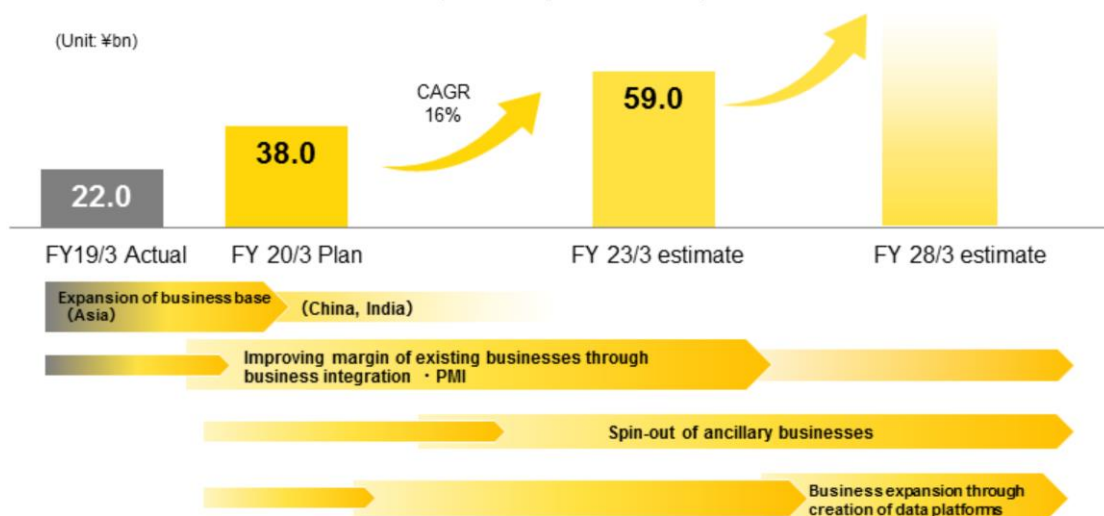 (Unit: ¥bn)
CAGR
16%
59.0
38.0
22.0
FY19/3 Actual
FY 20/3 Plan
FY 23/3 estimate
FY 28/3 estimate
Expansion of business base
（Asia）
（China, India）
Improving margin of existing businesses through
business integration ・PMI
Spin-out of ancillary businesses
Business expansion through
creation of data platforms